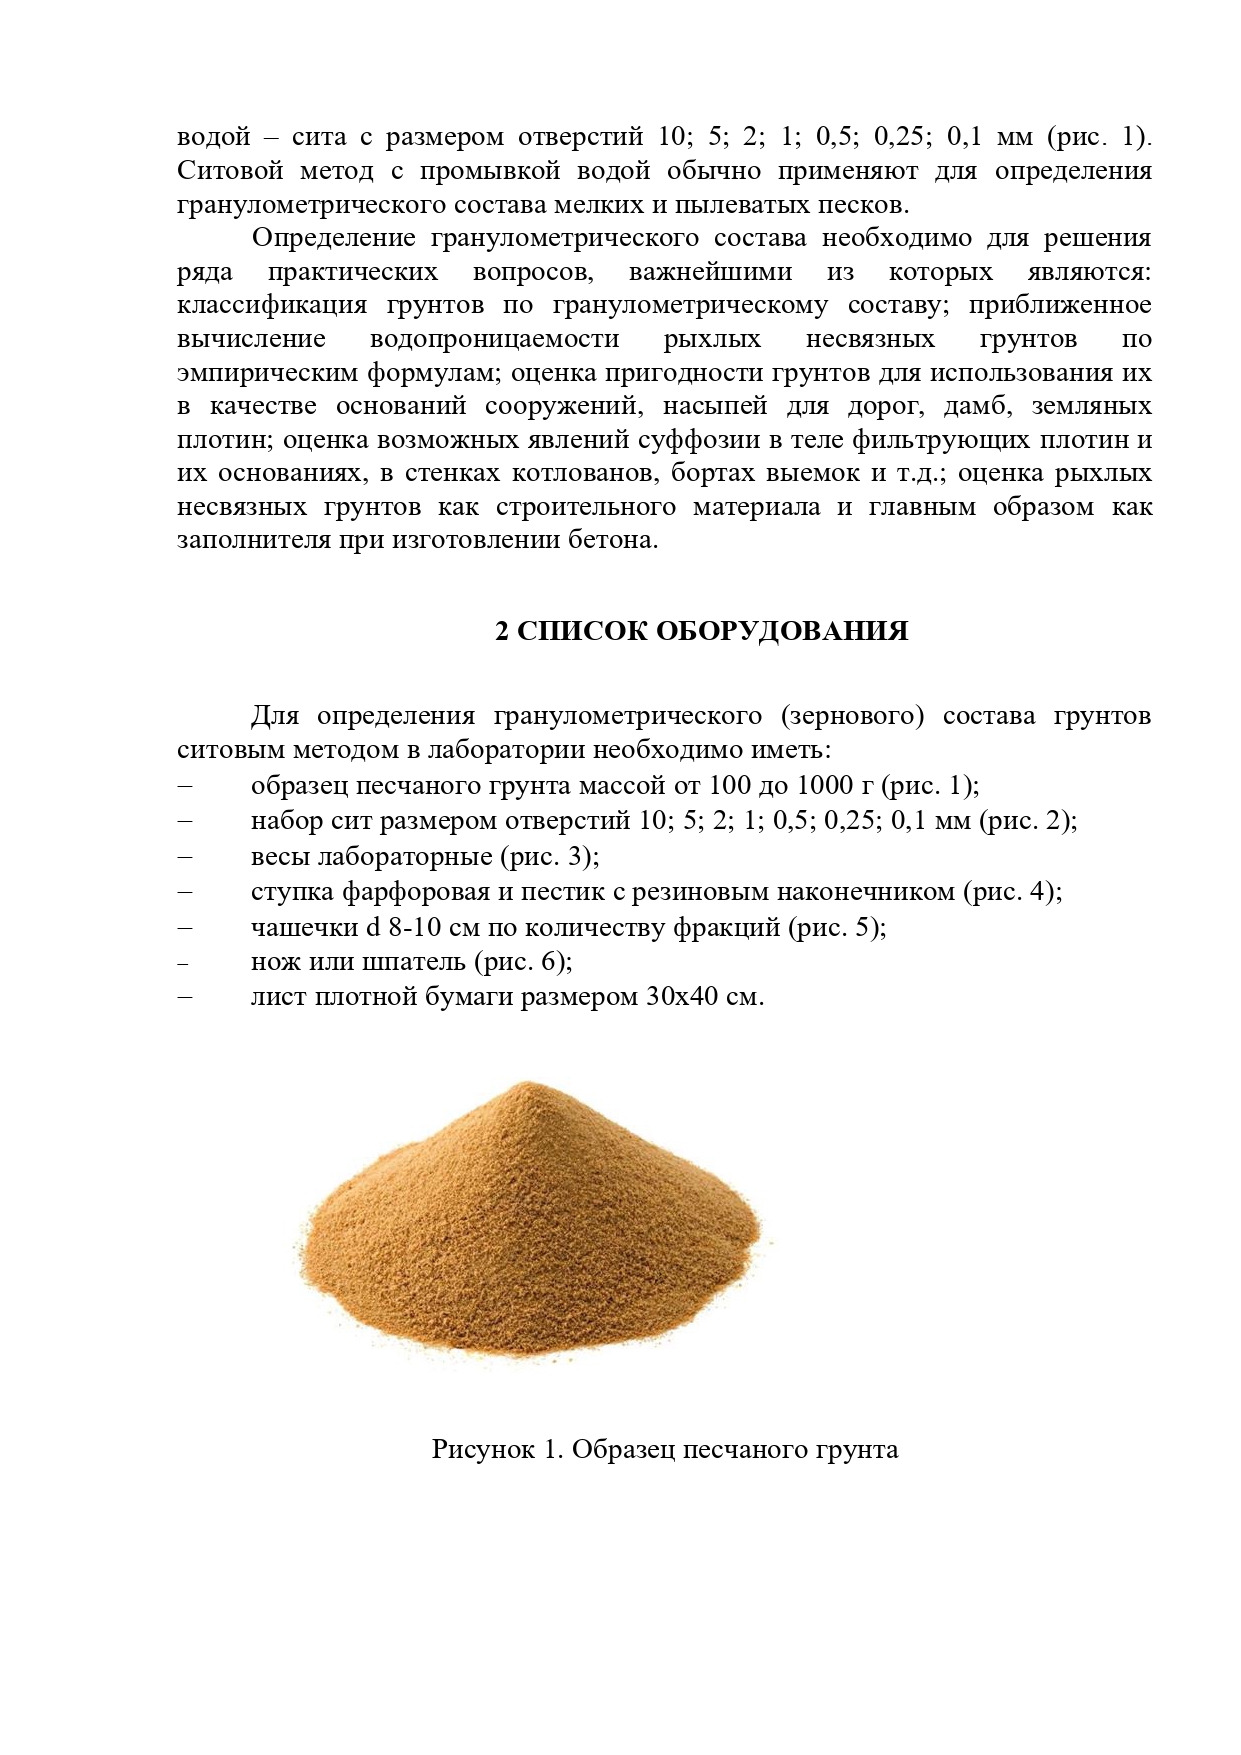 водой – сита с размером отверстий 10; 5; 2; 1; 0,5; 0,25; 0,1 мм (рис. 1).
Ситовой метод с промывкой водой обычно применяют для определения
гранулометрического состава мелких и пылеватых песков.
Определение гранулометрического состава необходимо для решения
ряда практических вопросов, важнейшими из которых являются:
классификация грунтов по гранулометрическому составу; приближенное
вычисление водопроницаемости рыхлых несвязных грунтов по
эмпирическим формулам; оценка пригодности грунтов для использования их
в качестве оснований сооружений, насыпей для дорог, дамб, земляных
плотин; оценка возможных явлений суффозии в теле фильтрующих плотин и
их основаниях, в стенках котлованов, бортах выемок и т.д.; оценка рыхлых
несвязных грунтов как строительного материала и главным образом как
заполнителя при изготовлении бетона.
2 СПИСОК ОБОРУДОВАНИЯ
Для определения гранулометрического (зернового) состава грунтов
ситовым методом в лаборатории необходимо иметь:
– образец песчаного грунта массой от 100 до 1000 г (рис. 1);
– набор сит размером отверстий 10; 5; 2; 1; 0,5; 0,25; 0,1 мм (рис. 2);
– весы лабораторные (рис. 3);
– ступка фарфоровая и пестик с резиновым наконечником (рис. 4);
– чашечки d 8-10 см по количеству фракций (рис. 5);
– нож или шпатель (рис. 6);
– лист плотной бумаги размером 30х40 см.
Рисунок 1. Образец песчаного грунта